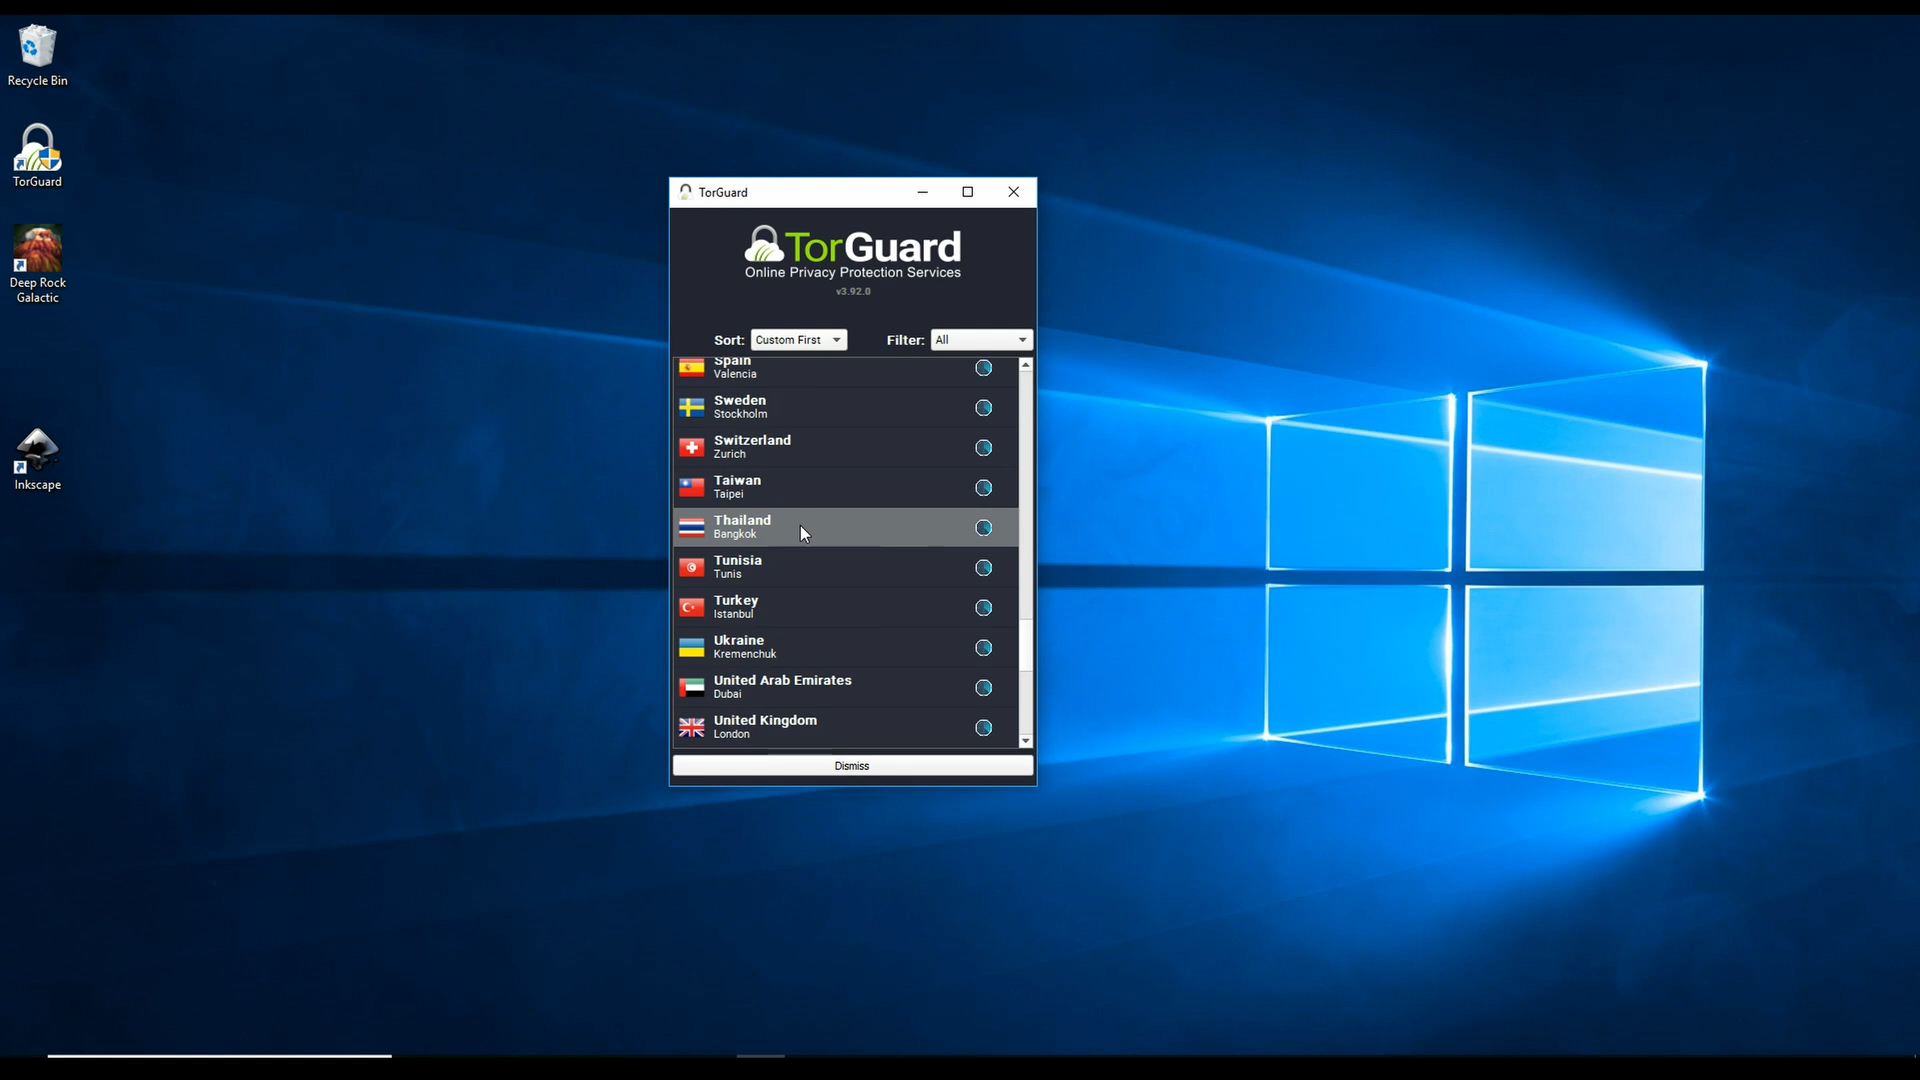 Recycle Bin
TorGuard
Deep Rock
Galactic
Inkscape
TorGuard
TorGuard
Online Privacy Protection Services
v3.92.0
Sort: Custom First Filter: All
Spain
Valencia
Sweden
Stockholm
Switzerland
Zurich
Taiwan
Taipei
Thailand
Bangkok
Tunisia
Tunis
Turkey
Istanbul
Ukraine
Kremenchuk
United Arab Emirates
Dubai
United Kingdom
London
Dismiss